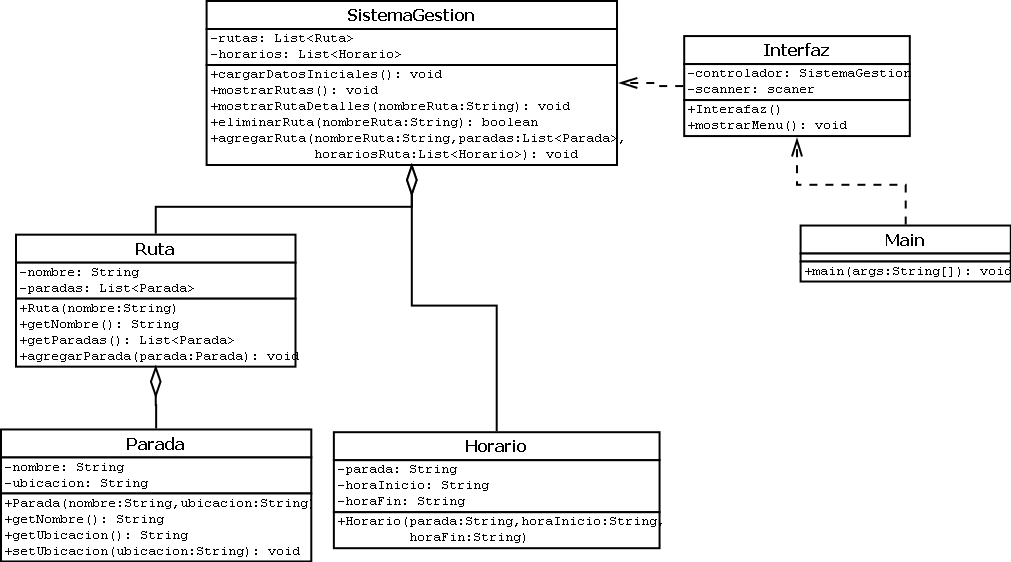 SistemaGestion
-rutas: List<Ruta>
-horarios: List<Horario>
+cargarDatosIniciales(): void
+mostrarRutas(): void
+mostrarRutaDetalles(nombreRuta:String): void
+eliminarRuta(nombreRuta:String): boolean
+agregarRuta(nombreRuta:String,paradas:List<Parada>,
horariosRuta:List<Horario>): void
Interfaz
-controlador: SistemaGestion
-scanner: scaner
+Interafaz()
+mostrarMenu(): void
Main
+main(args:String[]): void
Ruta
-nombre: String
-paradas: List<Parada>
+Ruta(nombre:String)
+getNombre(): String
+getParadas(): List<Parada>
+agregarParada(parada:Parada): void
Parada
-nombre: String
-ubicacion: String
+Parada(nombre:String,ubicacion:String)
+getNombre(): String
+getUbicacion(): String
+setUbicacion(ubicacion:String): void
Horario
-parada: String
-horaInicio: String
-horaFin: String
+Horario(parada:String,horaInicio:String,
horaFin:String)